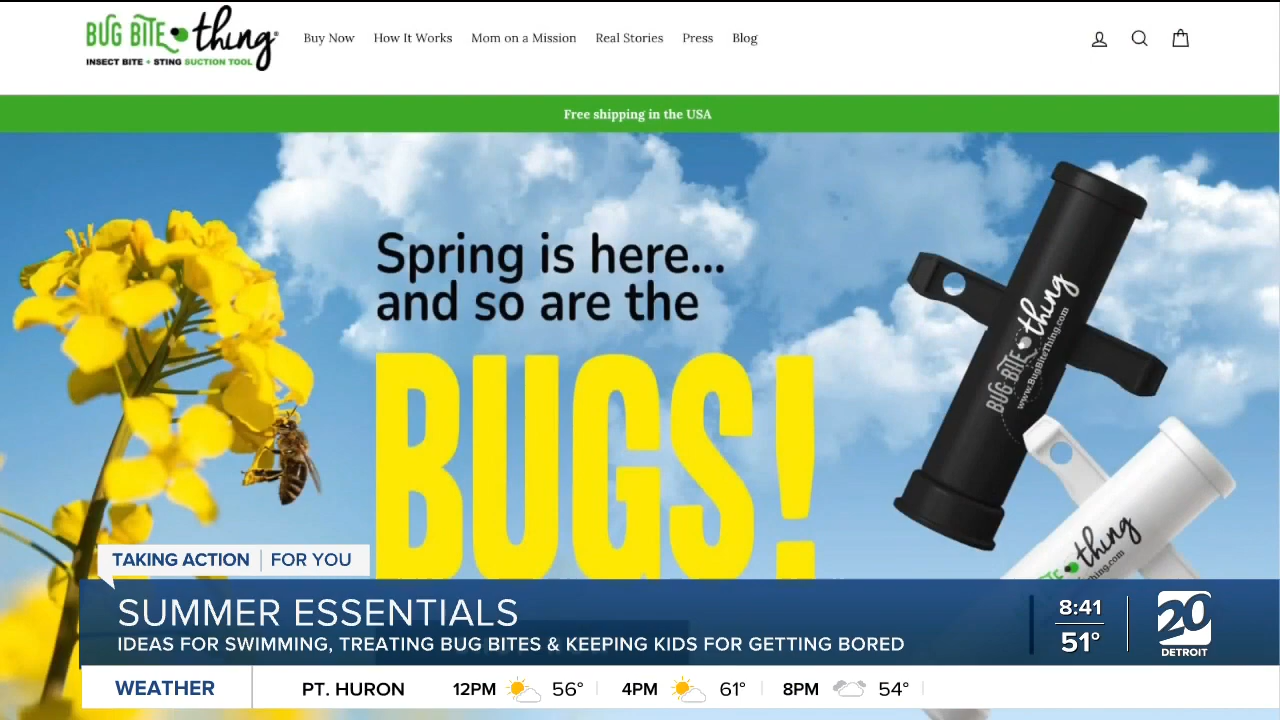 BUG BITE thing®
INSECT BITE + STING SUCTION TOOL
Buy Now How It Works Mom on a Mission Real Stories Press Blog
Free shipping in the USA
Spring is here...
and so are the
BUGS!
BUG BITE thing
www.BugBiteThing.com
thing
TAKING ACTION FOR YOU
SUMMER ESSENTIALS
IDEAS FOR SWIMMING, TREATING BUG BITES & KEEPING KIDS FOR GETTING BORED
8:41
51°
20
DETROIT
WEATHER PT. HURON 12PM 56° 4PM 61° 8PM 54°